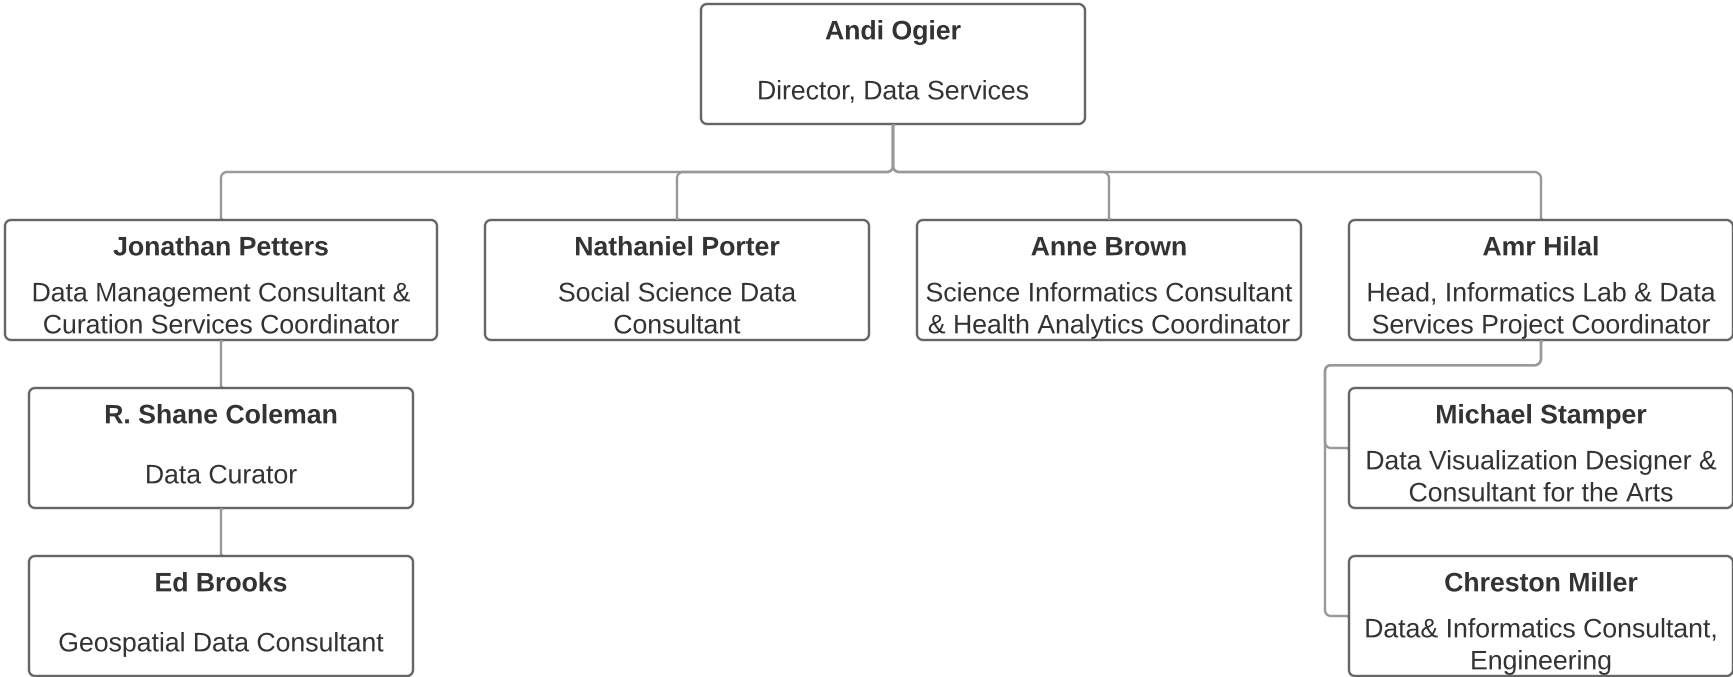 Andi Ogier
Director, Data Services
Jonathan Petters
Data Management Consultant &
Curation Services Coordinator
Nathaniel Porter
Social Science Data
Consultant
Anne Brown
Science Informatics Consultant
& Health Analytics Coordinator
Amr Hilal
Head, Informatics Lab & Data
Services Project Coordinator
R. Shane Coleman
Data Curator
Michael Stamper
Data Visualization Designer &
Consultant for the Arts
Ed Brooks
Geospatial Data Consultant
Chreston Miller
Data& Informatics Consultant,
Engineering